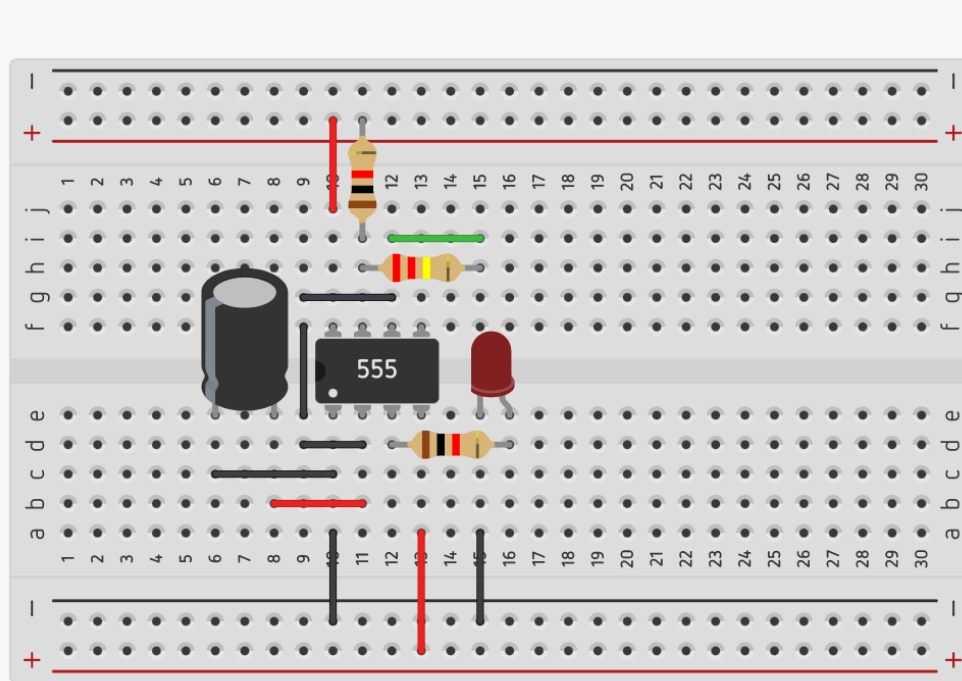 − −
+ +
1 2 3 4 5 6 7 8 9 10 12 13 14 15 16 17 18 19 20 21 22 23 24 25 26 27 28 29 30
j j
i i
h h
g g
f f
555
e e
d d
c c
b b
a a
1 2 3 4 5 6 7 8 9 10 11 12 13 14 15 16 17 18 19 20 21 22 23 24 25 26 27 28 29 30
− −
+ +